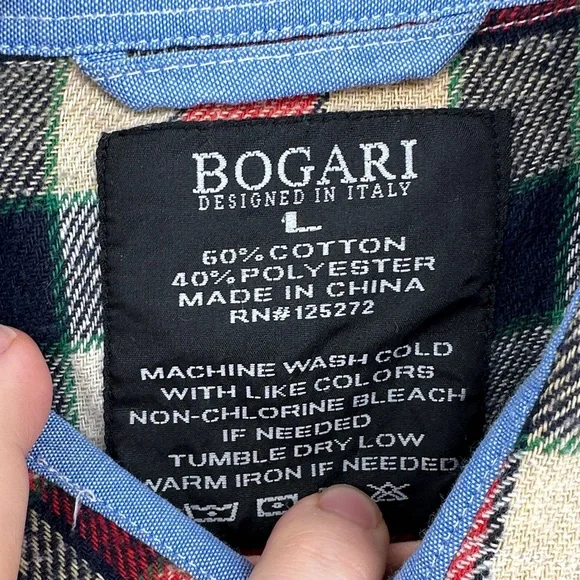 BOGARI
DESIGNED IN ITALY
L
60% COTTON
40% POLYESTER
MADE IN CHINA
RN#125272
MACHINE WASH COLD
WITH LIKE COLORS
NON-CHLORINE BLEACH
IF NEEDED
TUMBLE DRY LOW
WARM IRON IF NEEDED